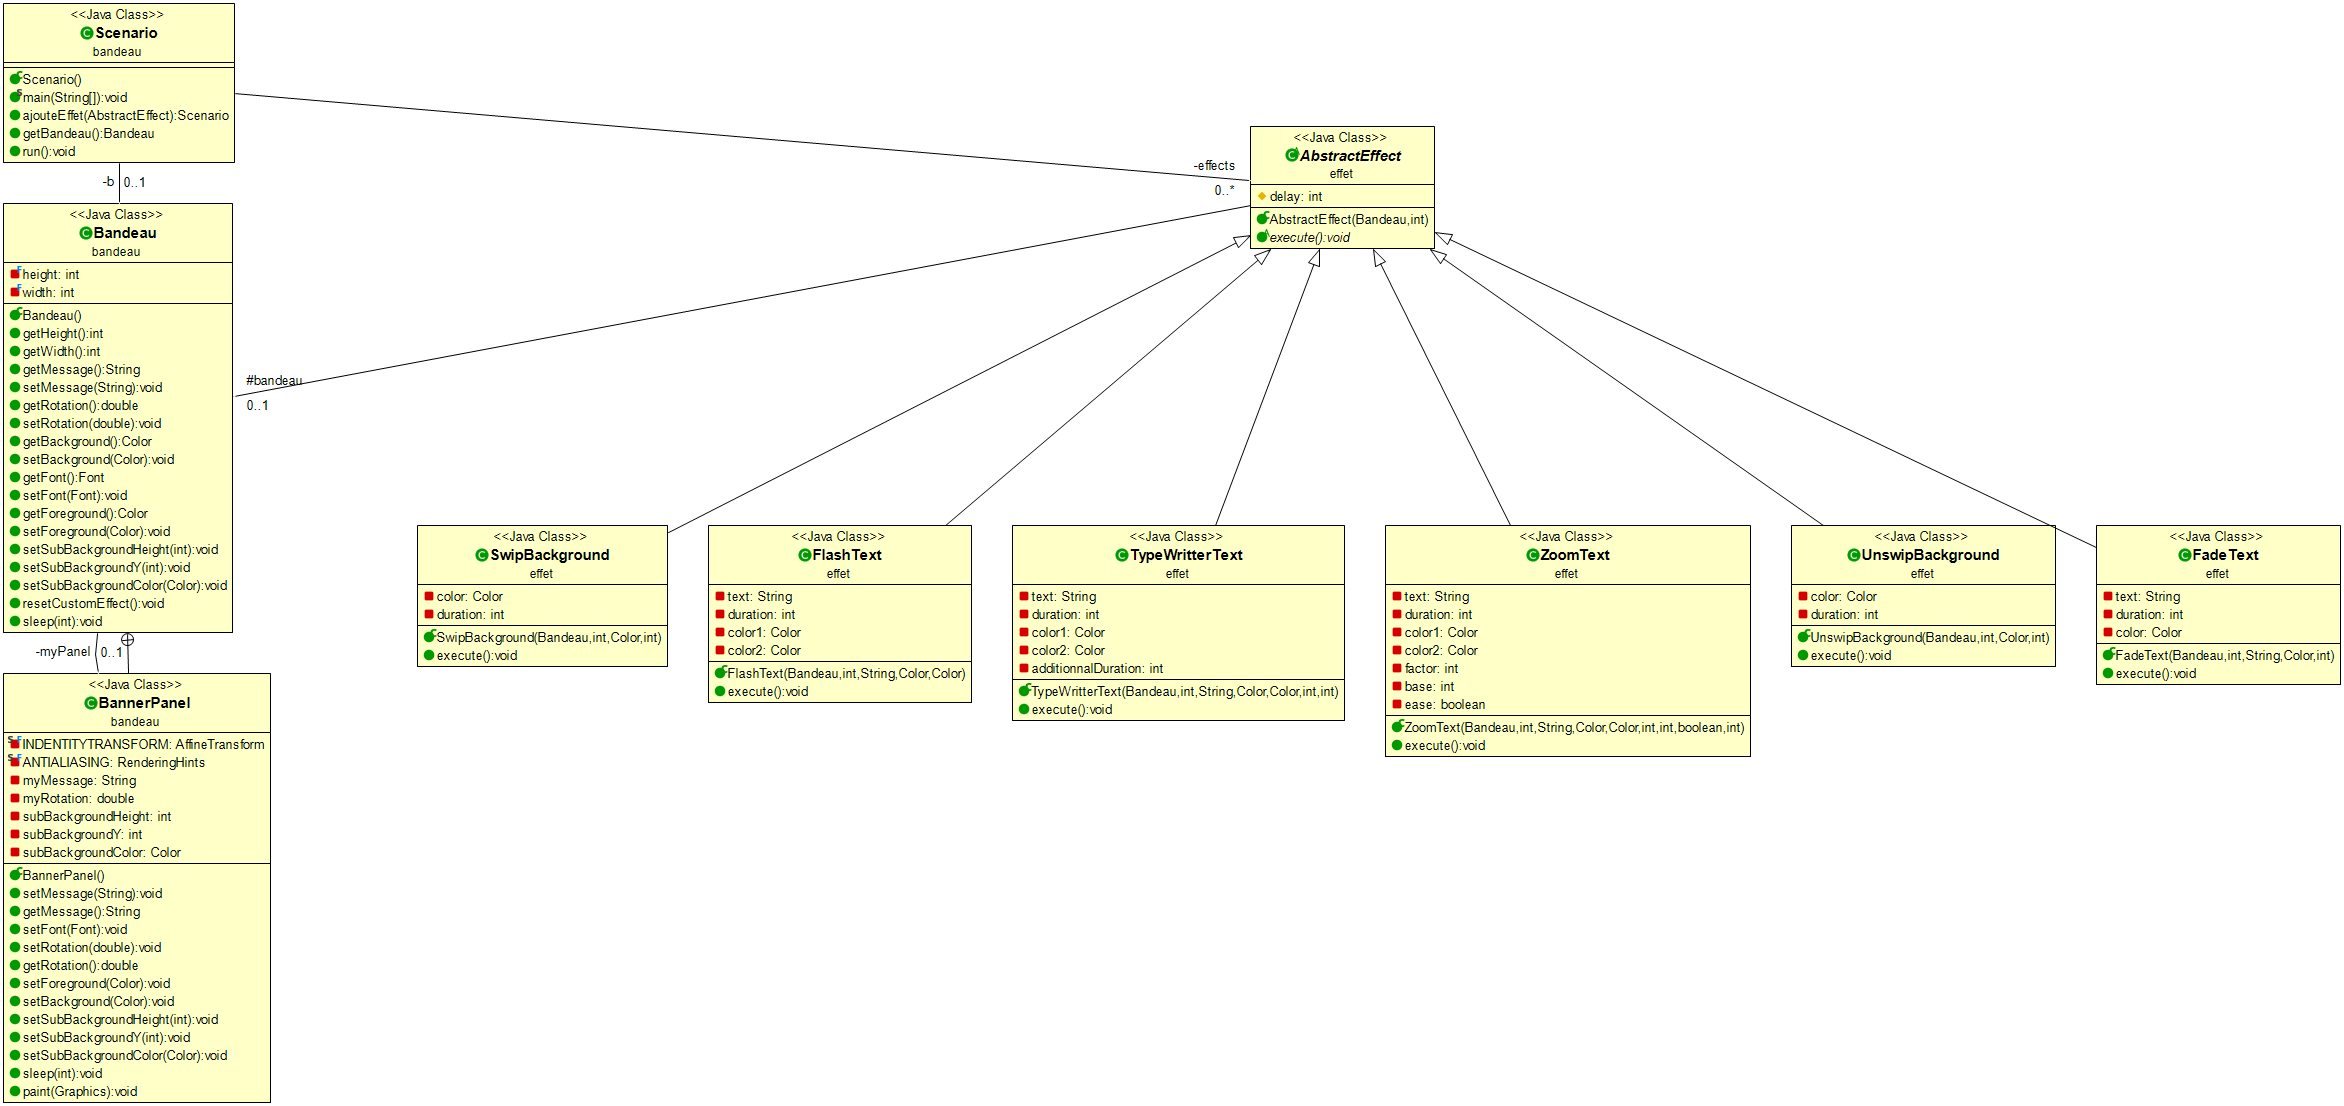 <<Java Class>>
Scenario
bandeau
Scenario()
main(String[]):void
ajouteEffet(AbstractEffect):Scenario
getBandeau():Bandeau
run():void
-b
0..1
<<Java Class>>
Bandeau
bandeau
height: int
width: int
Bandeau()
getHeight():int
getWidth():int
getMessage():String
setMessage(String):void
getRotation():double
setRotation(double):void
getBackground():Color
setBackground(Color):void
getFont():Font
setFont(Font):void
getForeground():Color
setForeground(Color):void
setSubBackgroundHeight(int):void
setSubBackgroundY(int):void
setSubBackgroundColor(Color):void
resetCustomEffect():void
sleep(int):void
-myPanel
0..1
<<Java Class>>
BannerPanel
bandeau
INDENTITYTRANSFORM: AffineTransform
ANTIALIASING: RenderingHints
myMessage: String
myRotation: double
subBackgroundHeight: int
subBackgroundY: int
subBackgroundColor: Color
BannerPanel()
setMessage(String):void
getMessage():String
setFont(Font):void
setRotation(double):void
getRotation():double
setForeground(Color):void
setBackground(Color):void
setSubBackgroundHeight(int):void
setSubBackgroundY(int):void
setSubBackgroundColor(Color):void
sleep(int):void
paint(Graphics):void
-effects
0..*
#bandeau
0..1
<<Java Class>>
AbstractEffect
effet
delay: int
AbstractEffect(Bandeau,int)
execute():void
<<Java Class>>
SwipBackground
effet
color: Color
duration: int
SwipBackground(Bandeau,int,Color,int)
execute():void
<<Java Class>>
FlashText
effet
text: String
duration: int
color1: Color
color2: Color
FlashText(Bandeau,int,String,Color,Color)
execute():void
<<Java Class>>
TypeWritterText
effet
text: String
duration: int
color1: Color
color2: Color
additionnalDuration: int
TypeWritterText(Bandeau,int,String,Color,Color,int,int)
execute():void
<<Java Class>>
ZoomText
effet
text: String
duration: int
color1: Color
color2: Color
factor: int
base: int
ease: boolean
ZoomText(Bandeau,int,String,Color,Color,int,int,boolean,int)
execute():void
<<Java Class>>
UnswipBackground
effet
color: Color
duration: int
UnswipBackground(Bandeau,int,Color,int)
execute():void
<<Java Class>>
FadeText
effet
text: String
duration: int
color: Color
FadeText(Bandeau,int,String,Color,int)
execute():void